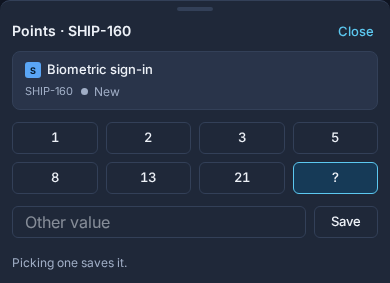 Points · SHIP-160
Close
S Biometric sign-in
SHIP-160 New
1 2 3 5
8 13 21 ?
Other value Save
Picking one saves it.